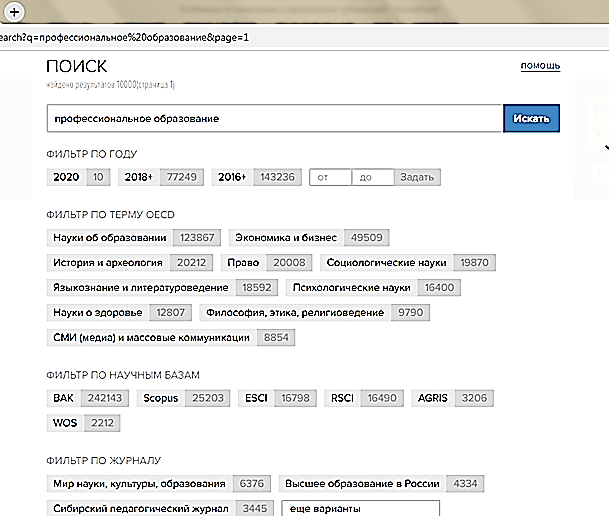 earch?q=профессиональное%20образование&page=1
ПОИСК
помощь
найдено результатов 10000(страница 1)
профессиональное образование
Искать
ФИЛЬТР ПО ГОДУ
2020 10 2018+ 77249 2016+ 143236 от до Задать
ФИЛЬТР ПО ТЕРМУ OECD
Науки об образовании 123867 Экономика и бизнес 49509
История и археология 20212 Право 20008 Социологические науки 19870
Языкознание и литературоведение 18592 Психологические науки 16400
Науки о здоровье 12807 Философия, этика, религиоведение 9790
СМИ (медиа) и массовые коммуникации 8854
ФИЛЬТР ПО НАУЧНЫМ БАЗАМ
ВАК 242143 Scopus 25203 ESCI 16798 RSCI 16490 AGRIS 3206
WOS 2212
ФИЛЬТР ПО ЖУРНАЛУ
Мир науки, культуры, образования 6376 Высшее образование в России 4334
Сибирский педагогический журнал 3445 еще варианты